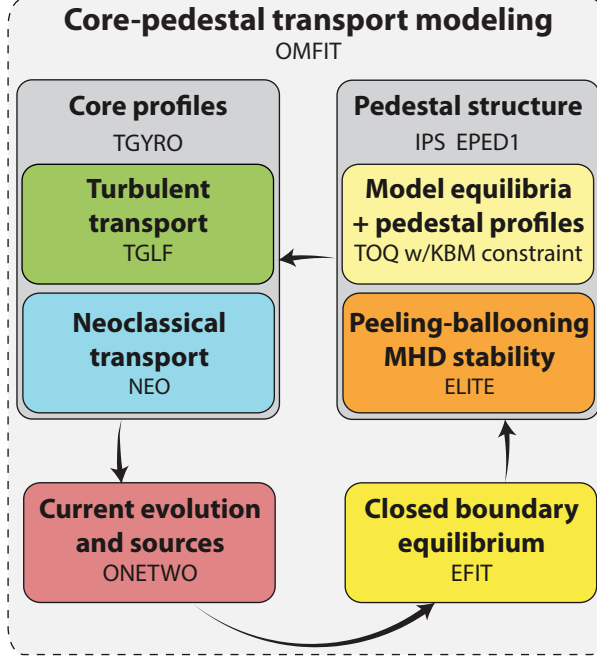 Core-pedestal transport modeling
OMFIT
Core profiles
TGYRO
Turbulent
transport
TGLF
Neoclassical
transport
NEO
Pedestal structure
IPS EPED1
Model equilibria
+ pedestal profiles
TOQ w/KBM constraint
Peeling-ballooning
MHD stability
ELITE
Current evolution
and sources
ONETWO
Closed boundary
equilibrium
EFIT